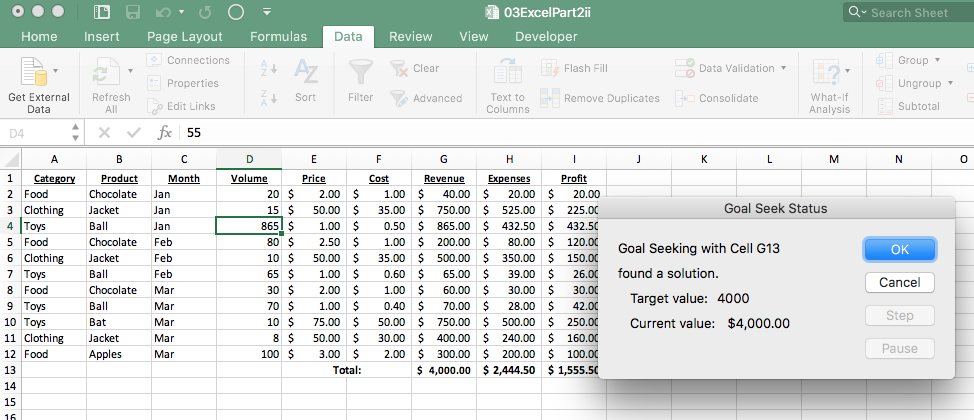 03ExcelPart2ii
Search Sheet
Home Insert Page Layout Formulas Data Review View Developer
Get External Data
Refresh All
Connections
Properties
Edit Links
Sort
Filter
Clear
Advanced
Text to Columns
Flash Fill
Remove Duplicates
Data Validation
Consolidate
What-If Analysis
Group
Ungroup
Subtotal
D4 fx 55
A B C D E F G H I J K L M N O
1 Category Product Month Volume Price Cost Revenue Expenses Profit
2 Food Chocolate Jan 20 $ 2.00 $ 1.00 $ 40.00 $ 20.00 $ 20.00
3 Clothing Jacket Jan 15 $ 50.00 $ 35.00 $ 750.00 $ 525.00 $ 225.00
4 Toys Ball Jan 865 $ 1.00 $ 0.50 $ 865.00 $ 432.50 $ 432.50
5 Food Chocolate Feb 80 $ 2.50 $ 1.00 $ 200.00 $ 80.00 $ 120.00
6 Clothing Jacket Feb 10 $ 50.00 $ 35.00 $ 500.00 $ 350.00 $ 150.00
7 Toys Ball Feb 65 $ 1.00 $ 0.60 $ 65.00 $ 39.00 $ 26.00
8 Food Chocolate Mar 30 $ 2.00 $ 1.00 $ 60.00 $ 30.00 $ 30.00
9 Toys Ball Mar 70 $ 1.00 $ 0.40 $ 70.00 $ 28.00 $ 42.00
10 Toys Bat Mar 10 $ 75.00 $ 50.00 $ 750.00 $ 500.00 $ 250.00
11 Clothing Jacket Mar 8 $ 50.00 $ 30.00 $ 400.00 $ 240.00 $ 160.00
12 Food Apples Mar 100 $ 3.00 $ 2.00 $ 300.00 $ 200.00 $ 100.00
13 Total: $ 4,000.00 $ 2,444.50 $ 1,555.50
14
15
16
Goal Seek Status
Goal Seeking with Cell G13
found a solution.
Target value: 4000
Current value: $4,000.00
OK
Cancel
Step
Pause